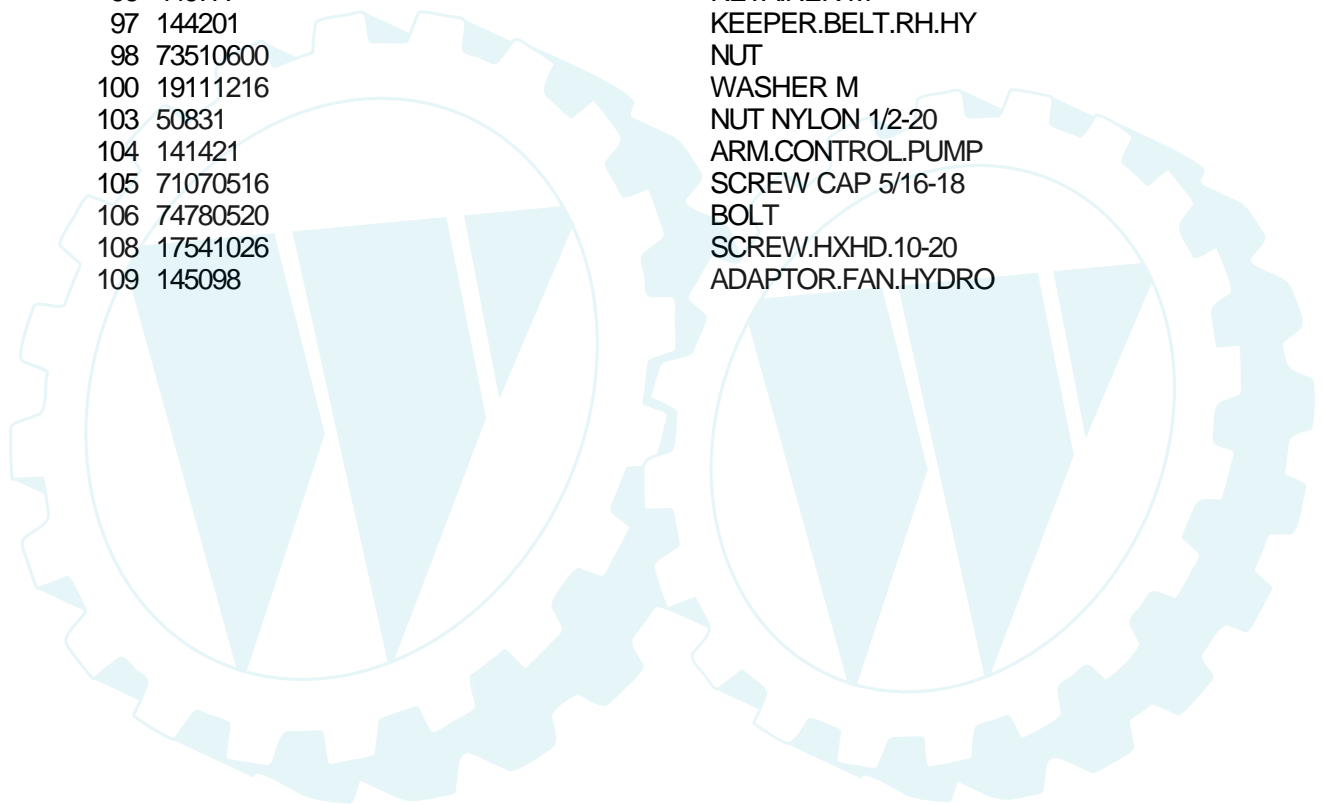 97 144201 KEEPER.BELT.RH.HY
98 73510600 NUT
100 19111216 WASHER M
103 50831 NUT NYLON 1/2-20
104 141421 ARM.CONTROL.PUMP
105 71070516 SCREW CAP 5/16-18
106 74780520 BOLT
108 17541026 SCREW.HXHD.10-20
109 145098 ADAPTOR.FAN.HYDRO